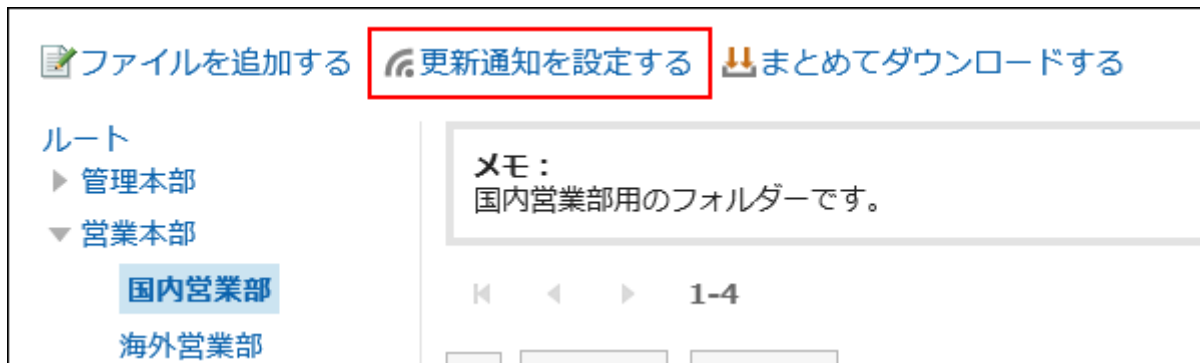 ファイルを追加する 更新通知を設定する まとめてダウンロードする
ルート
管理本部
営業本部
国内営業部
海外営業部
メモ：
国内営業部用のフォルダーです。
1-4